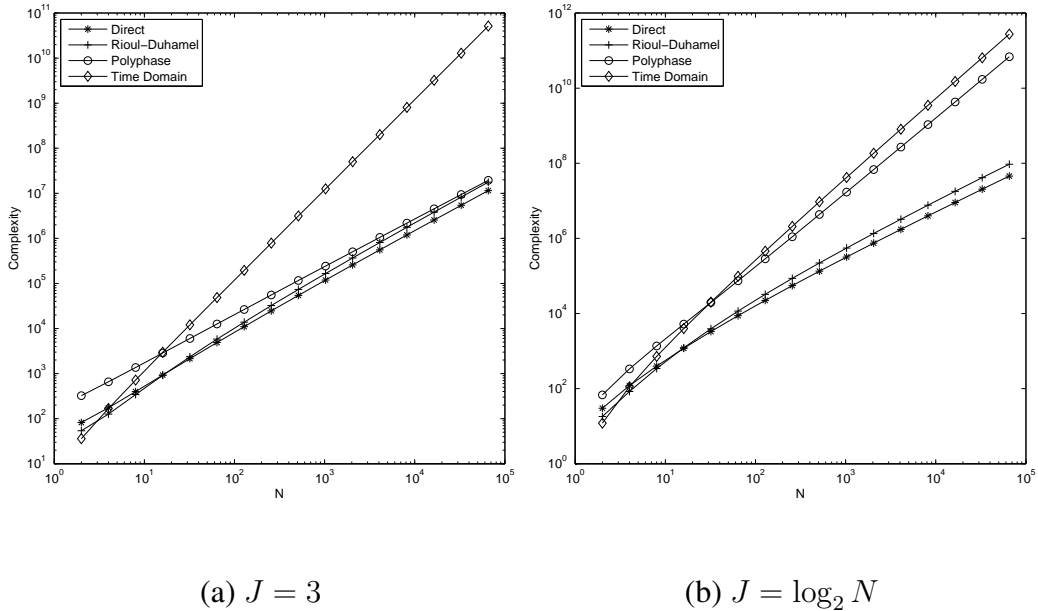 10^11
10^10
10^9
10^8
10^7
10^6
10^5
10^4
10^3
10^2
10^1
Complexity
Direct
Rioul−Duhamel
Polyphase
Time Domain
10^0
10^1
10^2
10^3
10^4
10^5
N
(a) J = 3
10^12
10^10
10^8
10^6
10^4
10^2
10^0
Complexity
Direct
Rioul−Duhamel
Polyphase
Time Domain
10^0
10^1
10^2
10^3
10^4
10^5
N
(b) J = log₂ N